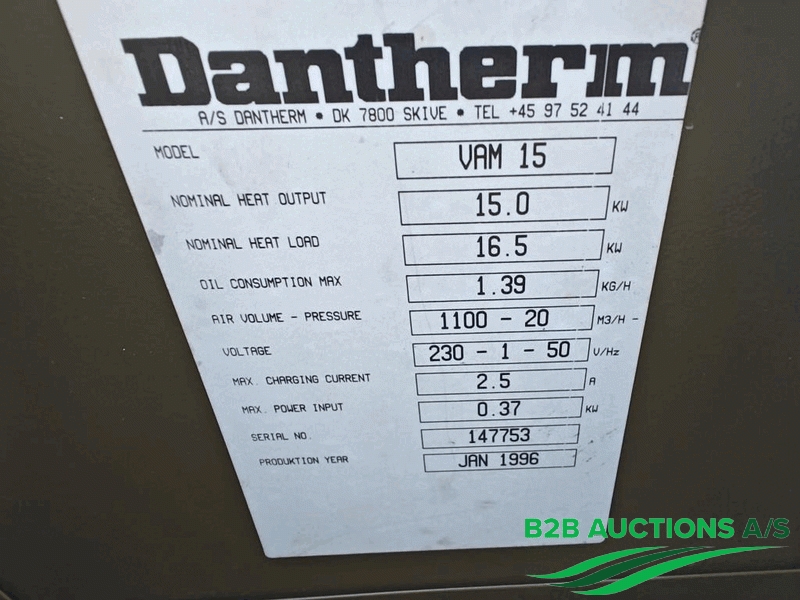 Dantherm®
A/S DANTHERM • DK 7800 SKIVE • TEL +45 97 52 41 44
MODEL VAM 15
NOMINAL HEAT OUTPUT 15.0 KW
NOMINAL HEAT LOAD 16.5 KW
OIL CONSUMPTION MAX 1.39 KG/H
AIR VOLUME - PRESSURE 1100 - 20 M3/H -
VOLTAGE 230 - 1 - 50 V/Hz
MAX. CHARGING CURRENT 2.5 A
MAX. POWER INPUT 0.37 KW
SERIAL NO. 147753
PRODUKTION YEAR JAN 1996
B2B AUCTIONS A/S